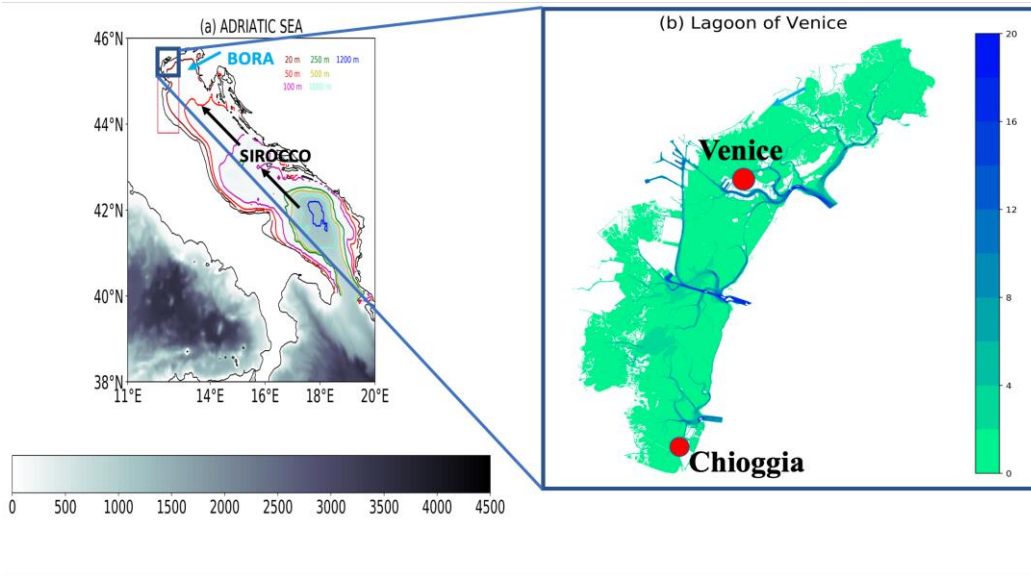 (a) ADRIATIC SEA
46°N
44°N
42°N
40°N
38°N
11°E
14°E
16°E
18°E
20°E
BORA
20 m 250 m 1200 m
50 m 500 m
100 m 1000 m
SIROCCO
0 500 1000 1500 2000 2500 3000 3500 4000 4500
(b) Lagoon of Venice
Venice
Chioggia
20
16
12
8
4
0